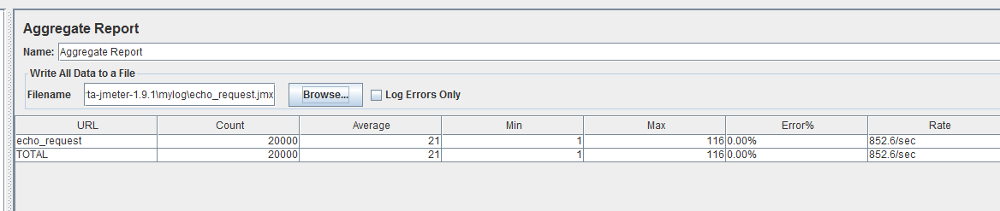 Aggregate Report
Name: Aggregate Report
Write All Data to a File
Filename rta-jmeter-1.9.1\mylog\echo_request.jmx Browse... Log Errors Only
URL Count Average Min Max Error% Rate
echo_request 20000 21 1 116 0.00% 852.6/sec
TOTAL 20000 21 1 116 0.00% 852.6/sec